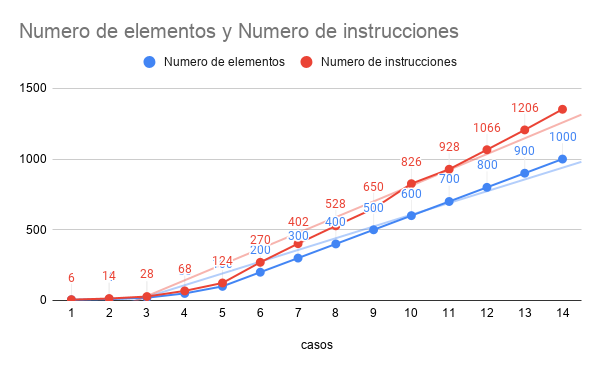 Numero de elementos y Numero de instrucciones
Numero de elementos Numero de instrucciones
1500
1000
500
0
6 14 28 68 124 270 402 528 650 826 928 1066 1206
200 300 400 500 600 700 800 900 1000
1 2 3 4 5 6 7 8 9 10 11 12 13 14
casos